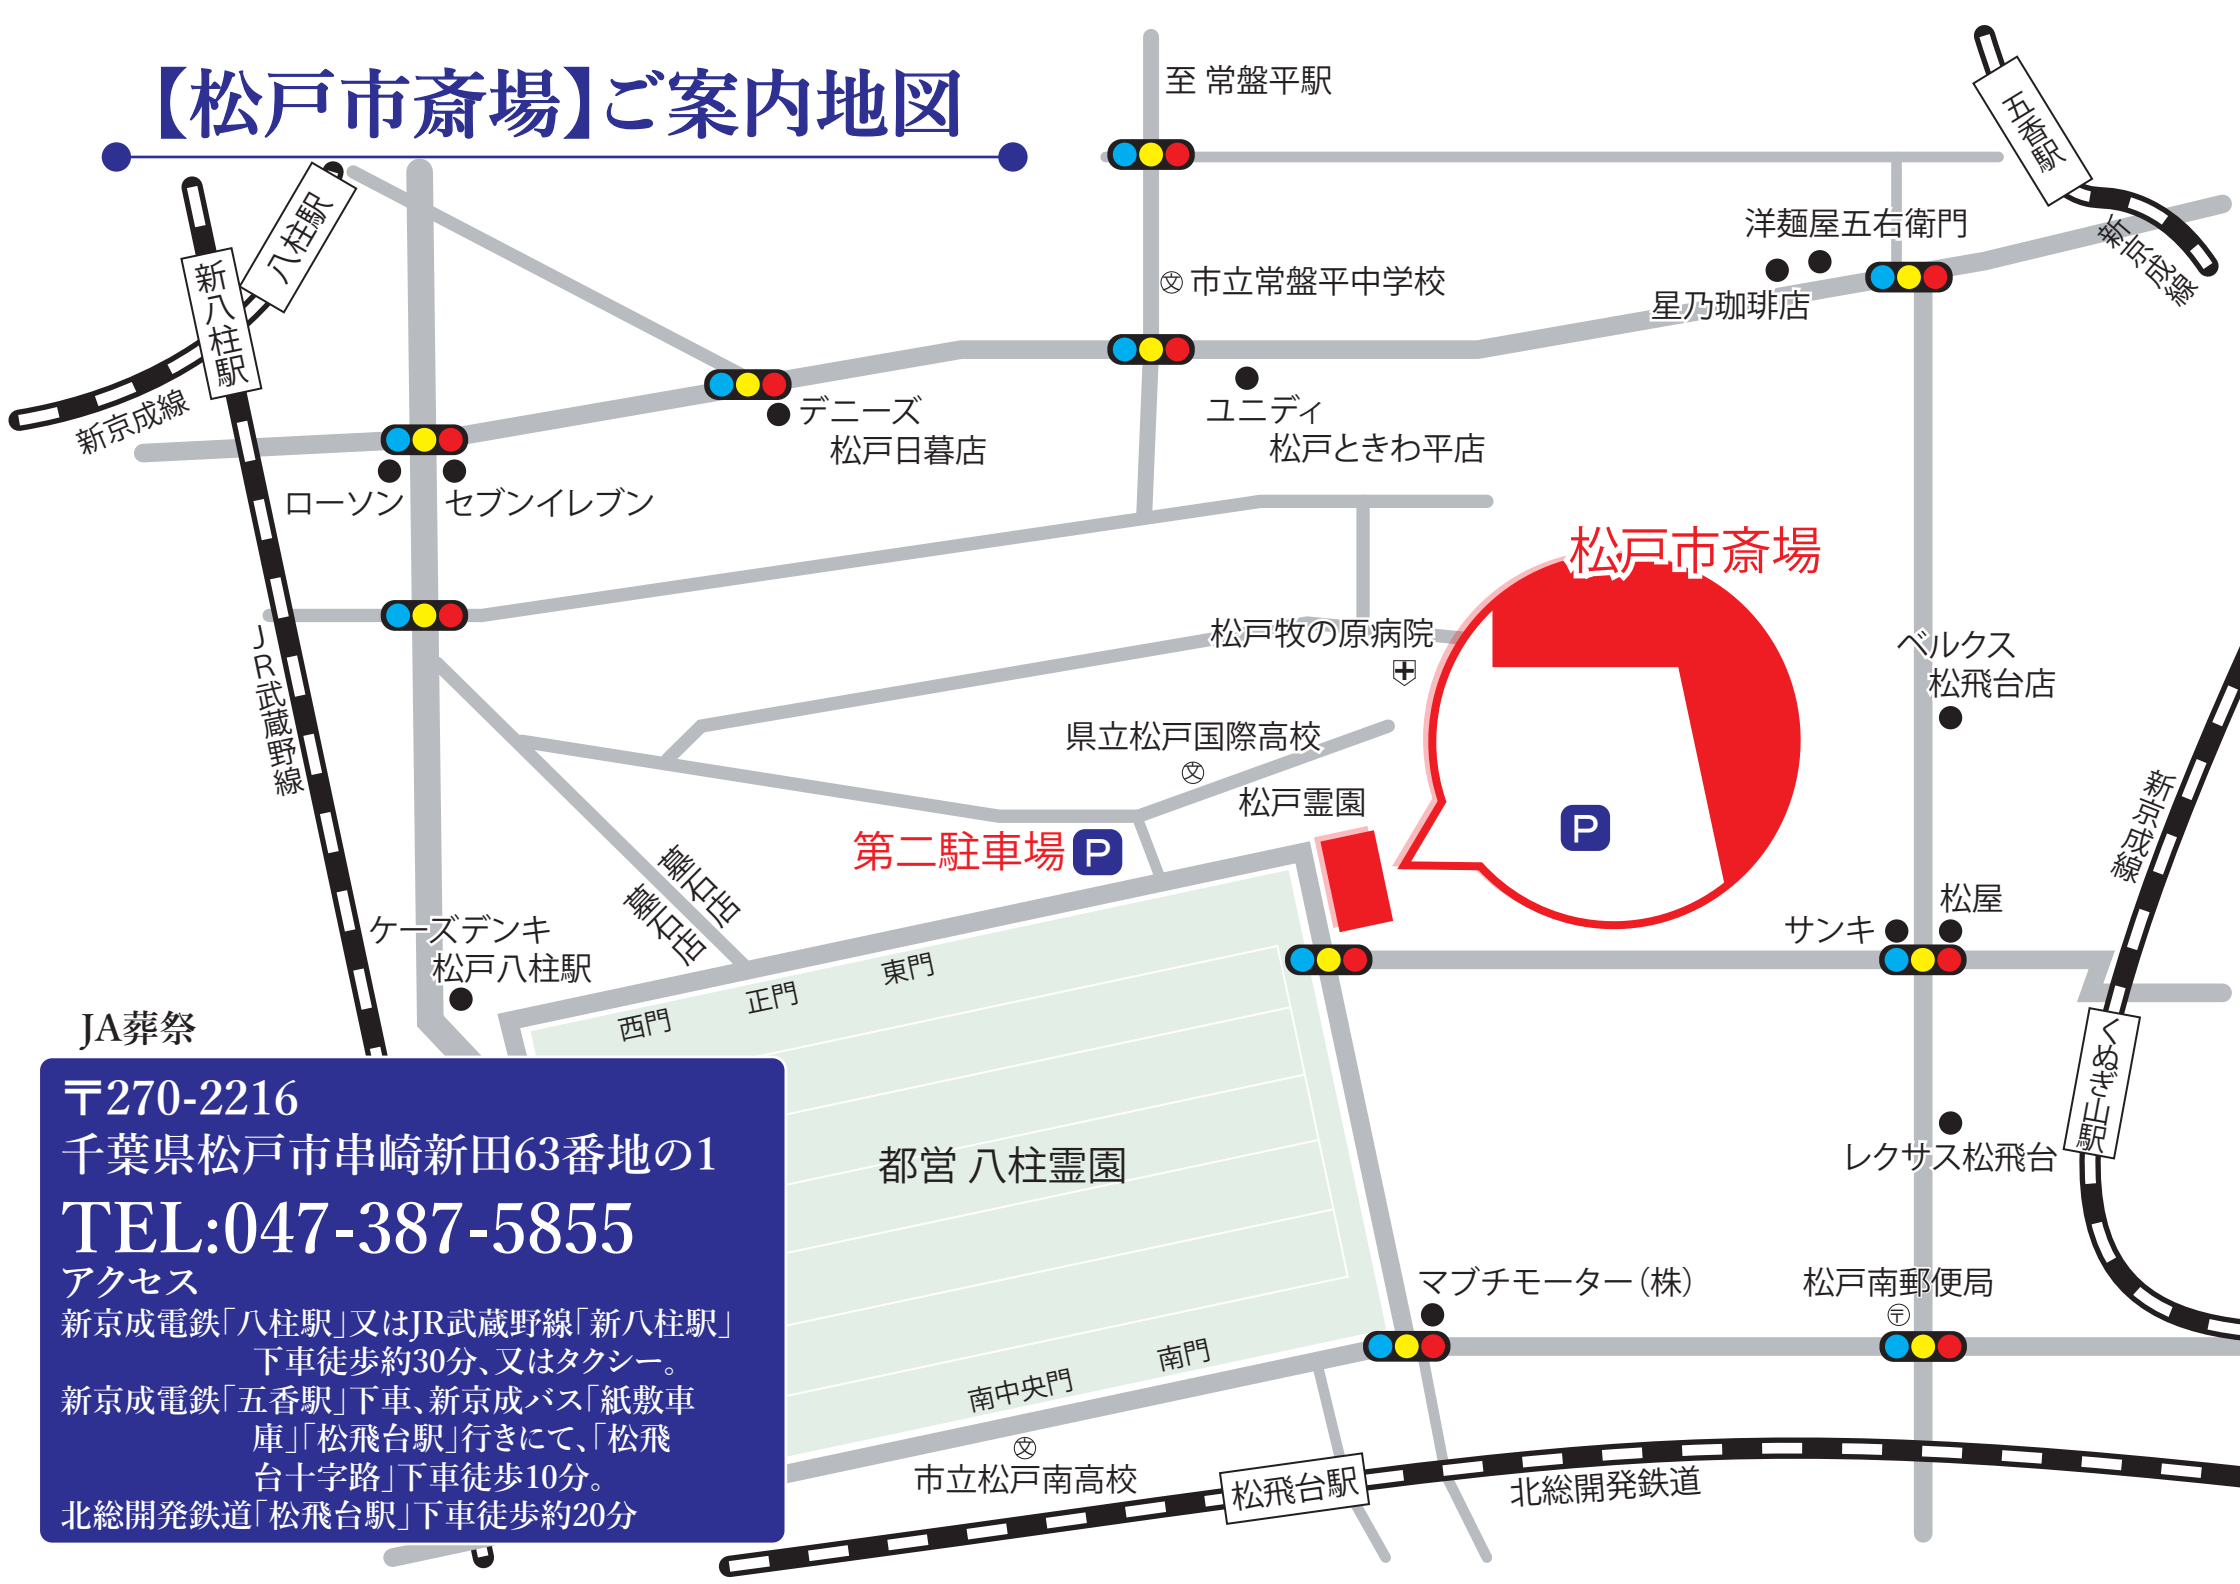 【松戸市斎場】ご案内地図
至 常盤平駅
五香駅
新京成線
八柱駅
新八柱駅
新京成線
洋麺屋五右衛門
星乃珈琲店
㊛市立常盤平中学校
デニーズ
松戸日暮店
ユニディ
松戸ときわ平店
ローソン
セブンイレブン
松戸市斎場
JR武蔵野線
松戸牧の原病院
ベルクス
松飛台店
県立松戸国際高校
文
松戸霊園
P
第二駐車場 P
新京成線
墓石店
墓石店
ケーズデンキ
松戸八柱駅
松屋
サンキ
東門
正門
西門
くぬぎ山駅
レクサス松飛台
都営 八柱霊園
マブチモーター(株)
松戸南郵便局
〒
南門
南中央門
文
市立松戸南高校
松飛台駅
北総開発鉄道
JA葬祭
〒270-2216
千葉県松戸市串崎新田63番地の1
TEL:047-387-5855
アクセス
新京成電鉄「八柱駅」又はJR武蔵野線「新八柱駅」
下車徒歩約30分、又はタクシー。
新京成電鉄「五香駅」下車、新京成バス「紙敷車
庫」「松飛台駅」行きにて、「松飛
台十字路」下車徒歩10分。
北総開発鉄道「松飛台駅」下車徒歩約20分